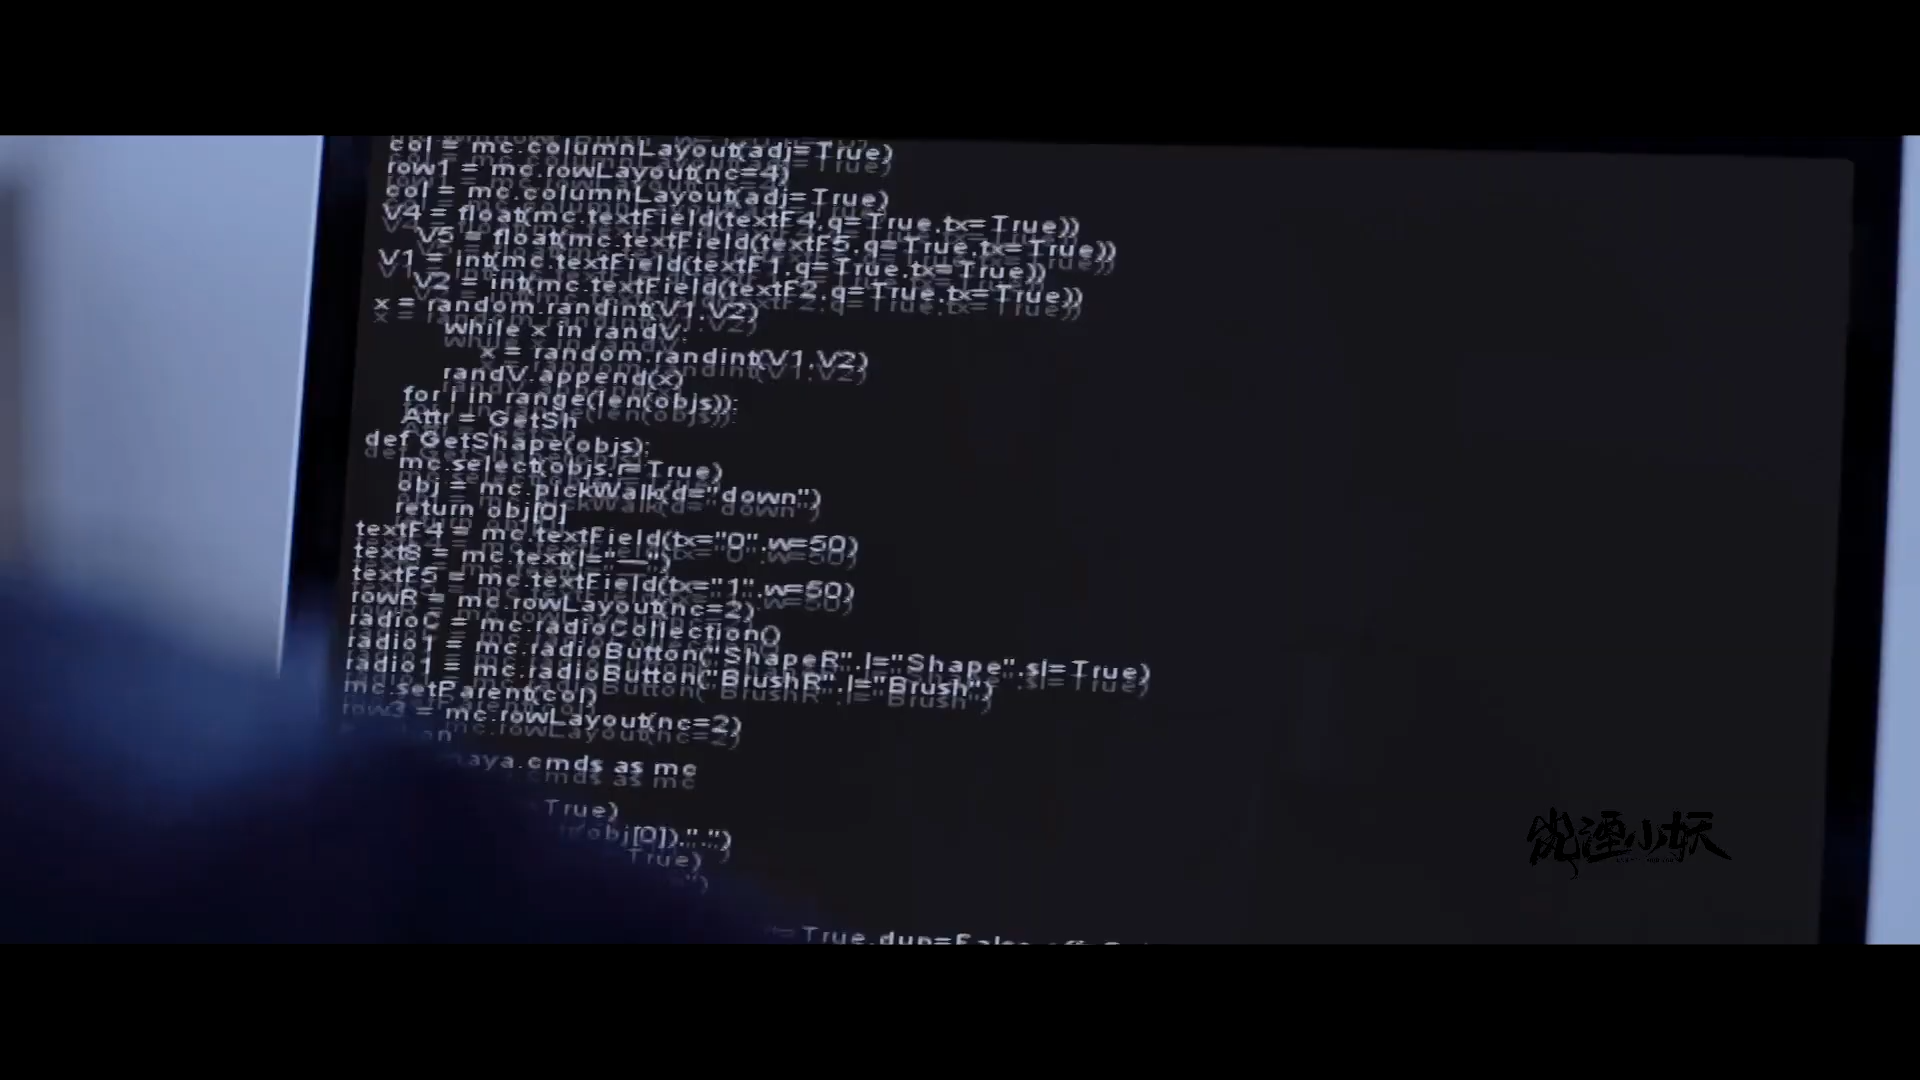 col = mc.columnLayout(adj=True)
row1 = mc.rowLayout(nc=4)
col = mc.columnLayout(adj=True)
V4 = float(mc.textField(textF4,q=True,tx=True))
V5 = float(mc.textField(textF5,q=True,tx=True))
V1 = int(mc.textField(textF1,q=True,tx=True))
V2 = int(mc.textField(textF2,q=True,tx=True))
x = random.randint(V1,V2)
while x in randV:
x = random.randint(V1,V2)
randV.append(x)
for i in range(len(objs)):
Attr = GetSh
def GetShape(objs):
mc.select(objs,r=True)
obj = mc.pickWalk(d="down")
return obj[0]
textF4 = mc.textField(tx="0",w=50)
textS = mc.text(l="—")
textF5 = mc.textField(tx="1",w=50)
rowR = mc.rowLayout(nc=2)
radioC = mc.radioCollection()
radio1 = mc.radioButton("ShapeR",l="Shape",sl=True)
radio1 = mc.radioButton("BrushR",l="Brush")
mc.setParent(col)
row3 = mc.rowLayout(nc=2)
aya.cmds as mc
True)
obj[0]),".")
True)
")
=True,dup=False
小妖